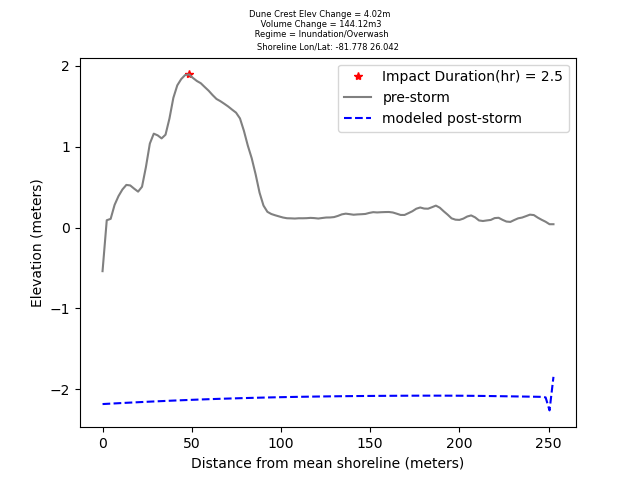 Dune Crest Elev Change = 4.02m
Volume Change = 144.12m3
Regime = Inundation/Overwash
Shoreline Lon/Lat: -81.778 26.042
Impact Duration(hr) = 2.5
pre-storm
modeled post-storm
2
1
0
−1
−2
Elevation (meters)
0 50 100 150 200 250
Distance from mean shoreline (meters)